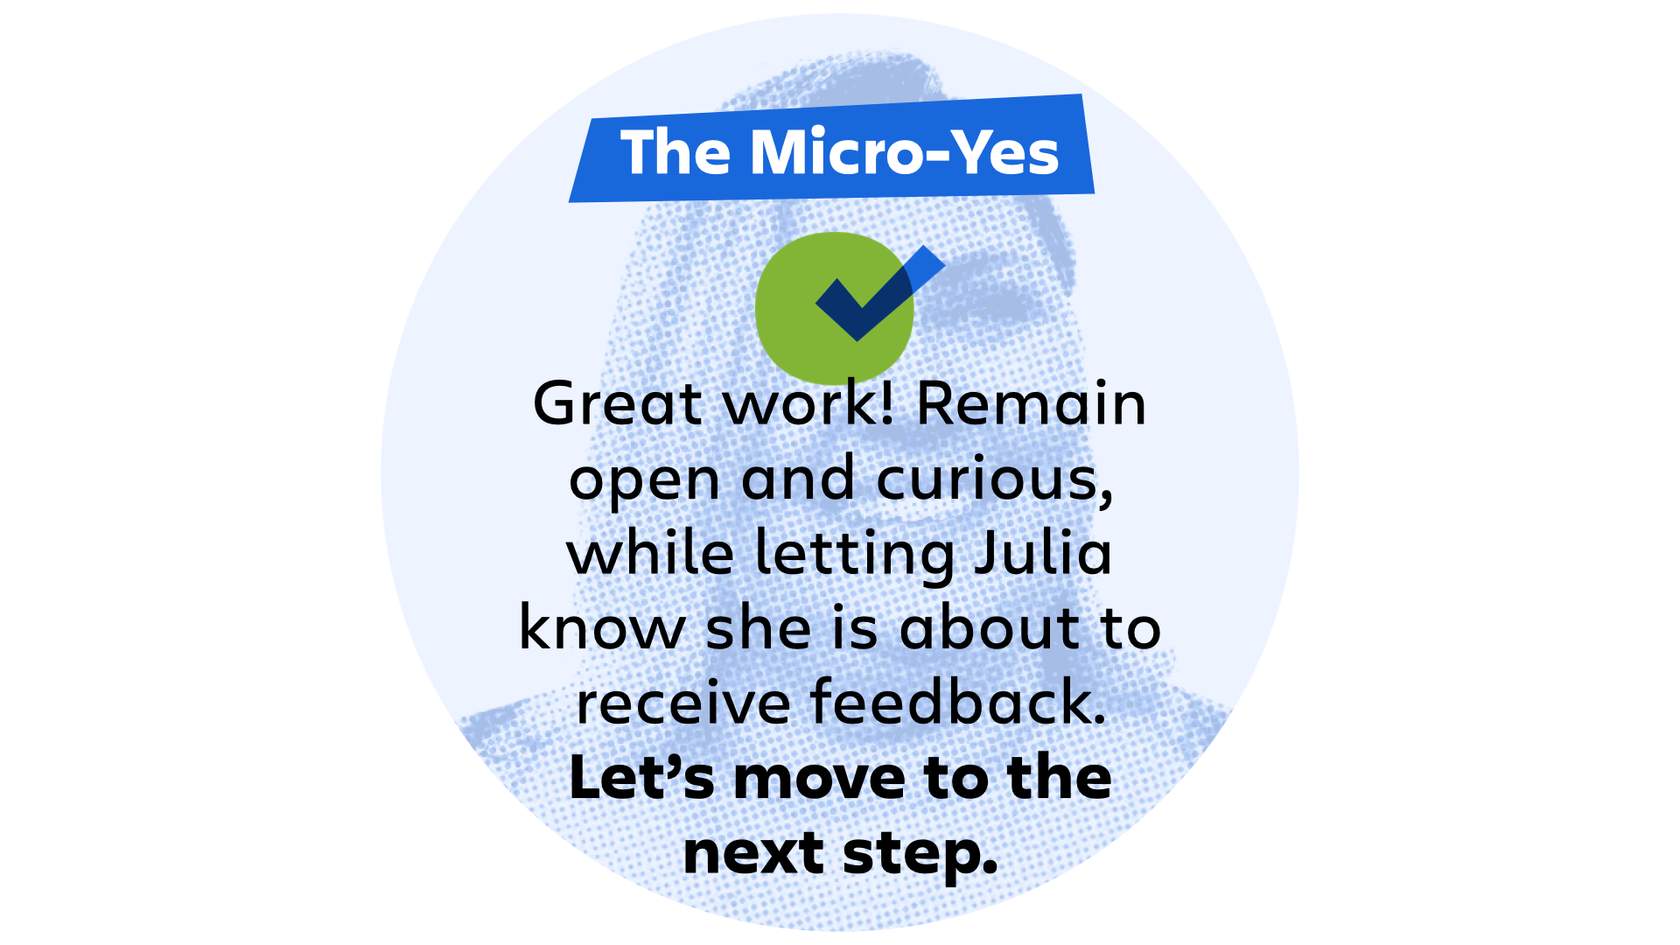 The Micro-Yes
Great work! Remain
open and curious,
while letting Julia
know she is about to
receive feedback.
Let’s move to the
next step.